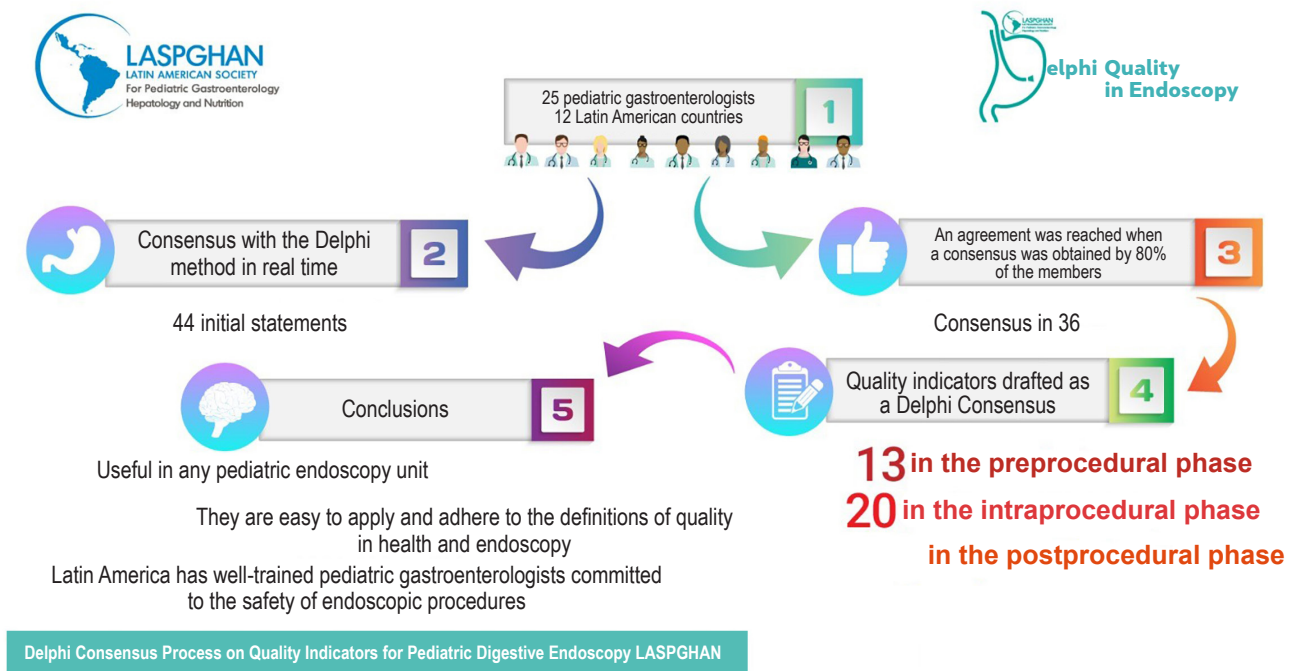 LASPGHAN
LATIN AMERICAN SOCIETY
For Pediatric Gastroenterology
Hepatology and Nutrition
LASPGHAN
elphi Quality
in Endoscopy
25 pediatric gastroenterologists
12 Latin American countries
1
Consensus with the Delphi
method in real time
2
44 initial statements
An agreement was reached when
a consensus was obtained by 80%
of the members
3
Consensus in 36
Quality indicators drafted as
a Delphi Consensus
4
13 in the preprocedural phase
20 in the intraprocedural phase
in the postprocedural phase
Conclusions
5
Useful in any pediatric endoscopy unit
They are easy to apply and adhere to the definitions of quality
in health and endoscopy
Latin America has well-trained pediatric gastroenterologists committed
to the safety of endoscopic procedures
Delphi Consensus Process on Quality Indicators for Pediatric Digestive Endoscopy LASPGHAN